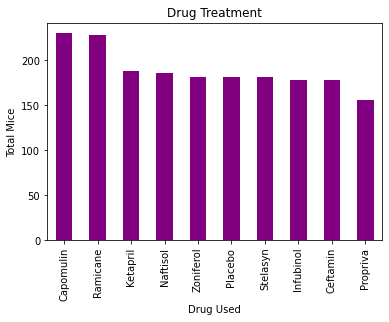 Drug Treatment
Total Mice
200
150
100
50
0
Capomulin
Ramicane
Ketapril
Naftisol
Zoniferol
Placebo
Stelasyn
Infubinol
Ceftamin
Propriva
Drug Used